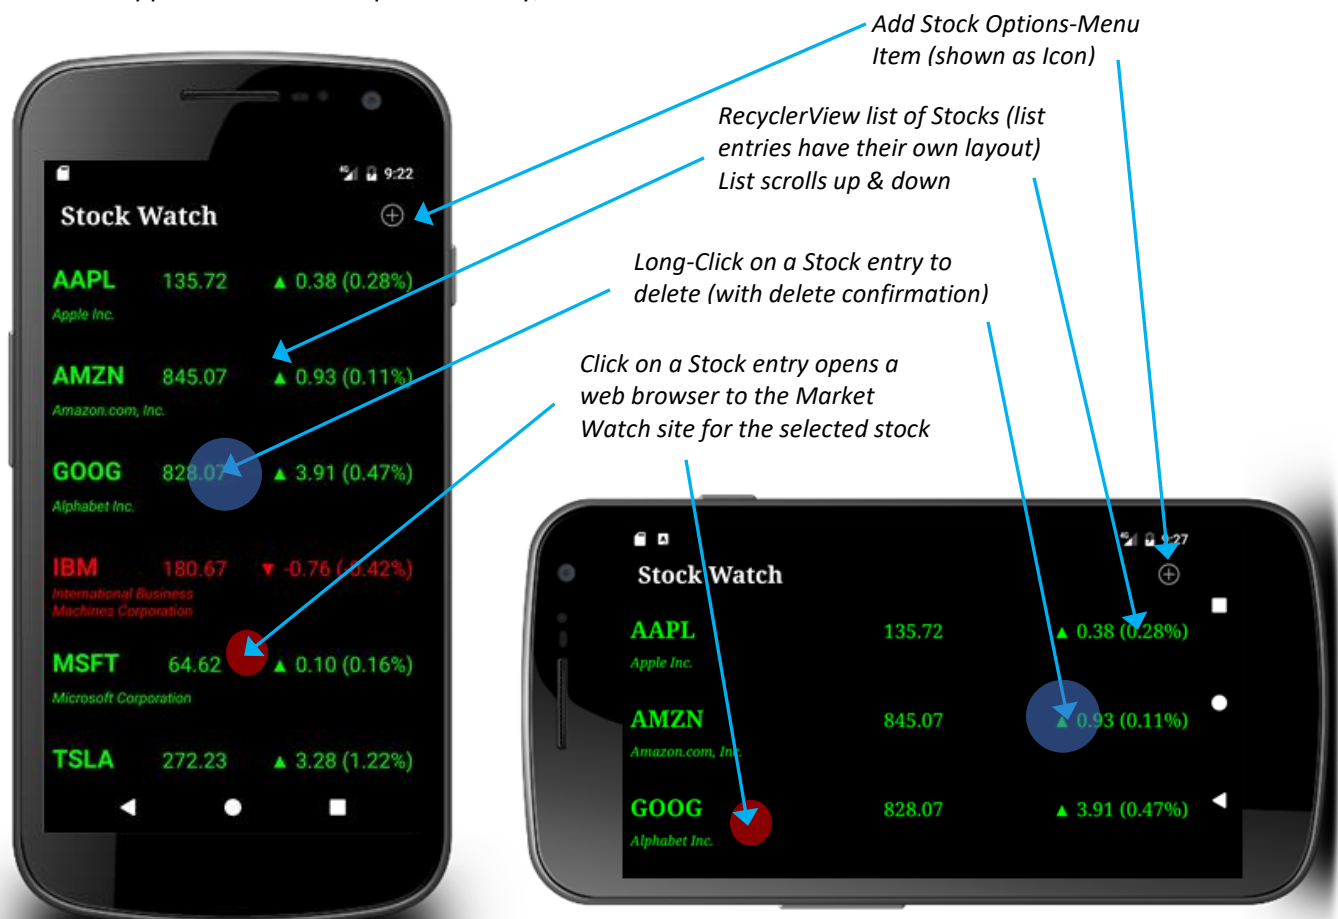 Add Stock Options-Menu
Item (shown as Icon)
RecyclerView list of Stocks (list
entries have their own layout)
List scrolls up & down
Long-Click on a Stock entry to
delete (with delete confirmation)
Click on a Stock entry opens a
web browser to the Market
Watch site for the selected stock
4G 9:22
Stock Watch
AAPL 135.72 ▲ 0.38 (0.28%)
Apple Inc.
AMZN 845.07 ▲ 0.93 (0.11%)
Amazon.com, Inc.
GOOG 828.07 ▲ 3.91 (0.47%)
Alphabet Inc.
IBM 180.67 ▼ -0.76 (-0.42%)
International Business
Machines Corporation
MSFT 64.62 ▲ 0.10 (0.16%)
Microsoft Corporation
TSLA 272.23 ▲ 3.28 (1.22%)
4G 9:27
Stock Watch
AAPL 135.72 ▲ 0.38 (0.28%)
Apple Inc.
AMZN 845.07 ▲ 0.93 (0.11%)
Amazon.com, Inc.
GOOG 828.07 ▲ 3.91 (0.47%)
Alphabet Inc.